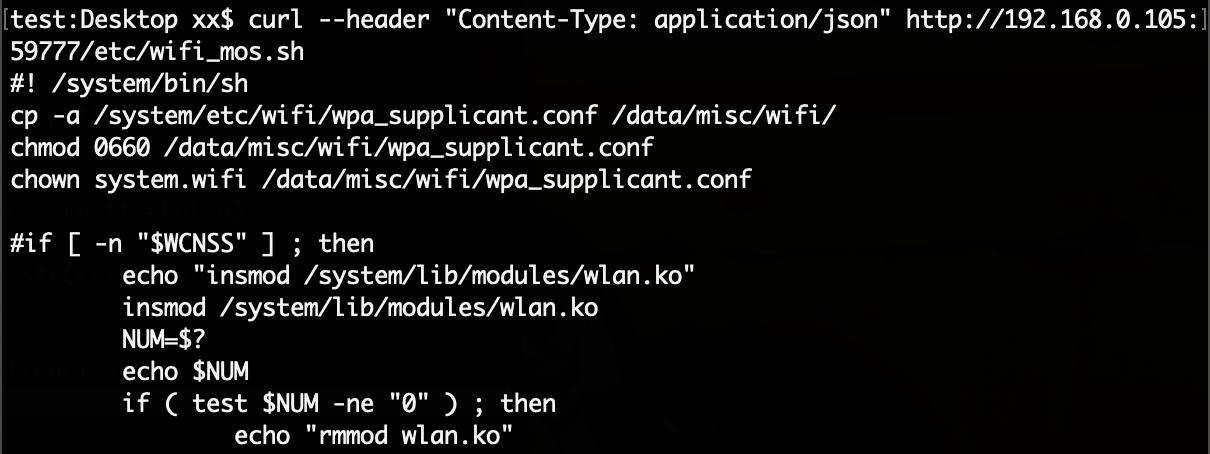 [test:Desktop xx$ curl --header "Content-Type: application/json" http://192.168.0.105:]
59777/etc/wifi_mos.sh
#! /system/bin/sh
cp -a /system/etc/wifi/wpa_supplicant.conf /data/misc/wifi/
chmod 0660 /data/misc/wifi/wpa_supplicant.conf
chown system.wifi /data/misc/wifi/wpa_supplicant.conf
#if [ -n "$WCNSS" ] ; then
echo "insmod /system/lib/modules/wlan.ko"
insmod /system/lib/modules/wlan.ko
NUM=$?
echo $NUM
if ( test $NUM -ne "0" ) ; then
echo "rmmod wlan.ko"